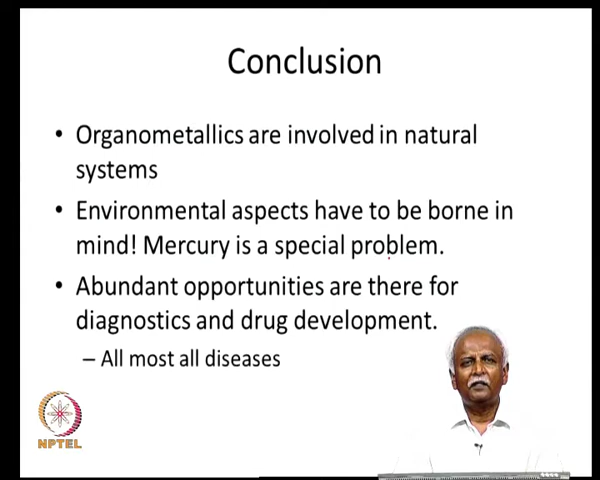 Conclusion
• Organometallics are involved in natural
systems
• Environmental aspects have to be borne in
mind! Mercury is a special problem.
• Abundant opportunities are there for
diagnostics and drug development.
– All most all diseases
NPTEL